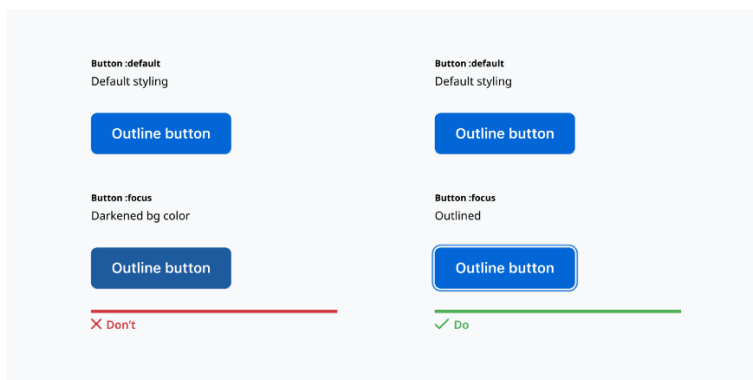 Button :default
Default styling
Outline button
Button :focus
Darkened bg color
Outline button
Don't
Button :default
Default styling
Outline button
Button :focus
Outlined
Outline button
Do